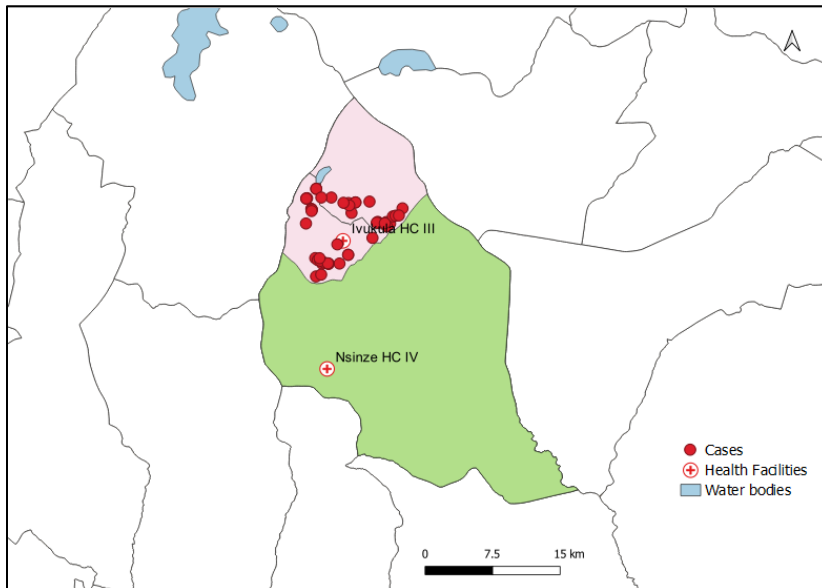 Ivukula HC III
Nsinze HC IV
Cases
Health Facilities
Water bodies
0 7.5 15 km